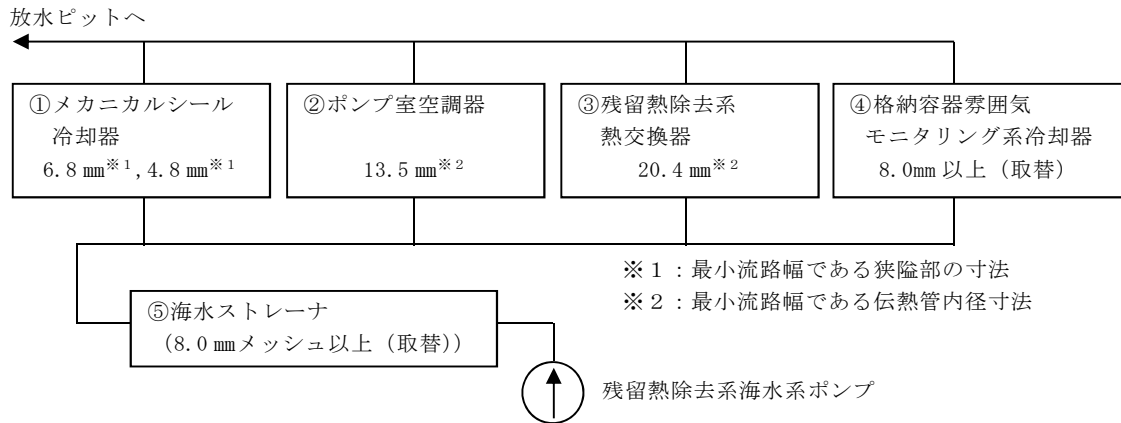 放水ピットへ
①メカニカルシール
冷却器
6.8 ㎜※1, 4.8 ㎜※1
②ポンプ室空調器
13.5 ㎜※2
③残留熱除去系
熱交換器
20.4 ㎜※2
④格納容器雰囲気
モニタリング系冷却器
8.0mm 以上（取替）
※１：最小流路幅である狭隘部の寸法
※２：最小流路幅である伝熱管内径寸法
⑤海水ストレーナ
（8.0 ㎜メッシュ以上（取替））
残留熱除去系海水系ポンプ